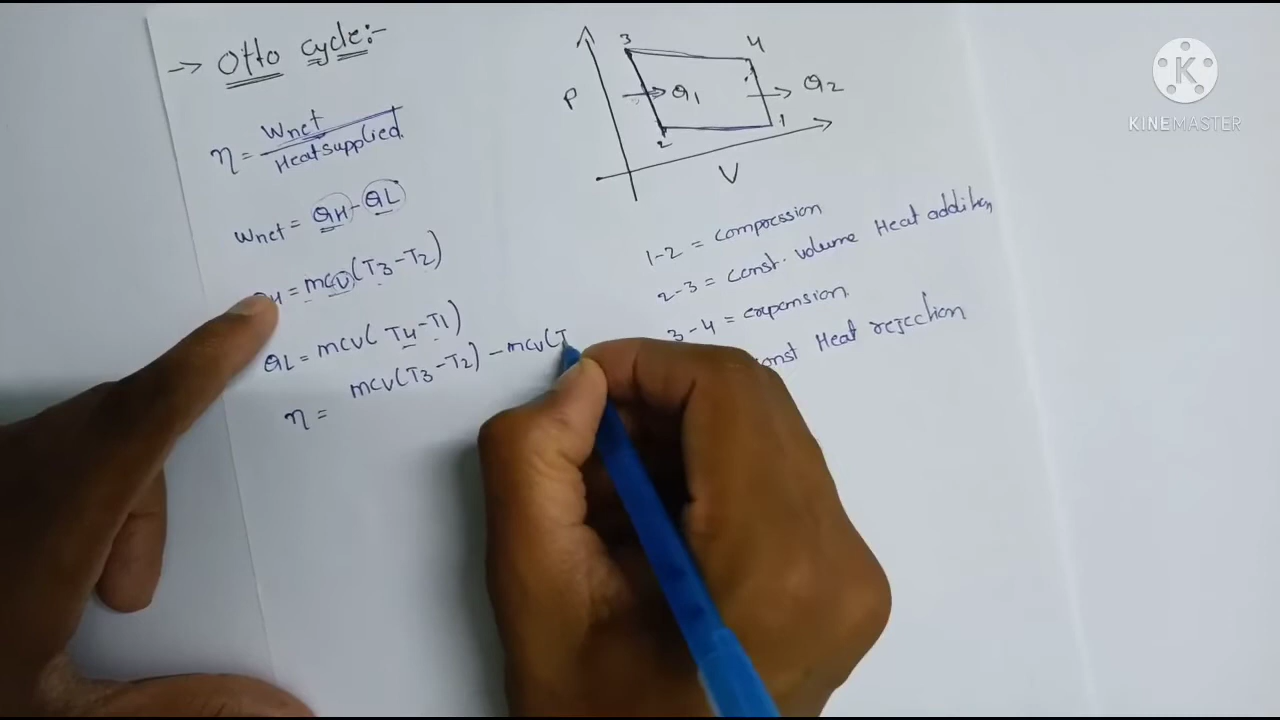 → Otto cycle:-
η = Wnet / Heat supplied
Wnet = QH - QL
= mcv(T3 - T2)
QL = mcv(T4 - T1)
η = mcv(T3 - T2) - mcv(T
P
3
4
Q1
Q2
2
1
V
1-2 = compression
2-3 = const. volume Heat addition
3-4 = expansion
Heat rejection
KINEMASTER